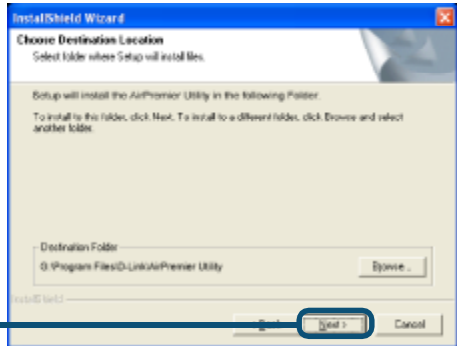 InstallShield Wizard
Choose Destination Location
Select folder where Setup will install files.
Setup will install the AirPremier Utility in the following Folder.
To install to this folder, click Next. To install to a different folder, click Browse and select
another folder.
Destination Folder
G:\Program Files\D-Link\AirPremier Utility
Browse...
InstallShield
Next >
Cancel